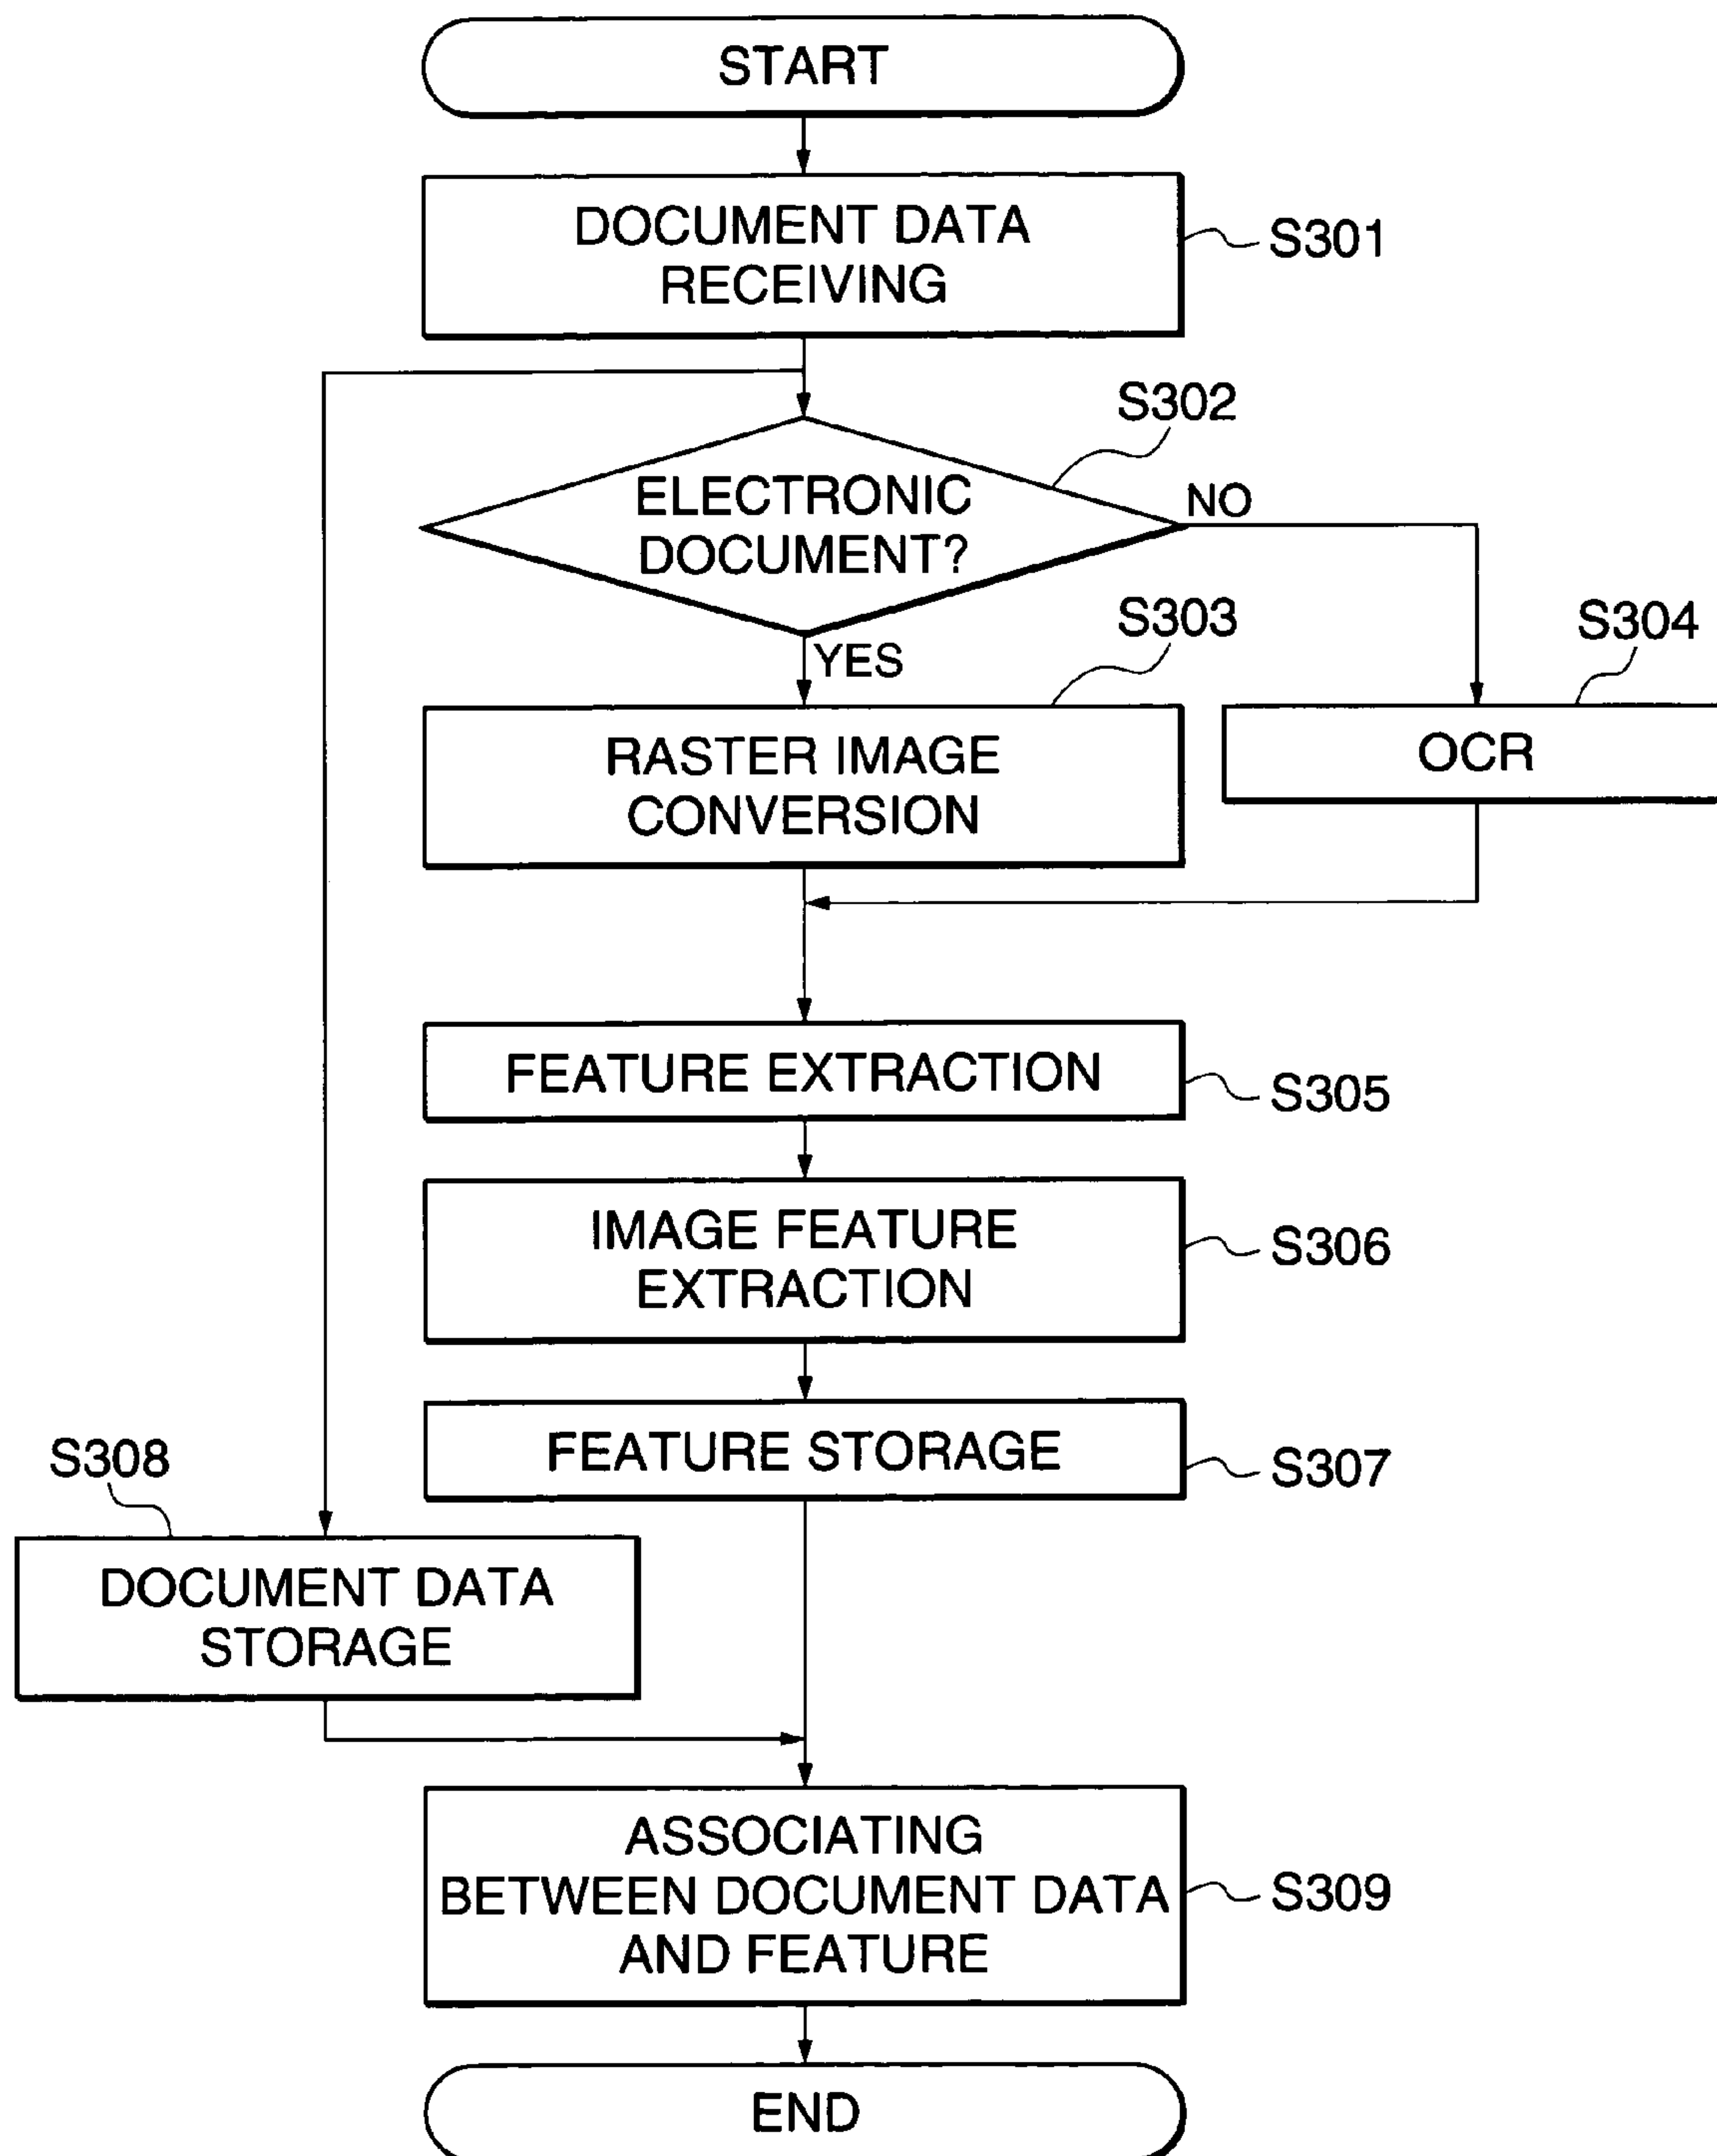 START
DOCUMENT DATA
RECEIVING
S301
S302
ELECTRONIC
DOCUMENT?
NO
YES
S303
S304
RASTER IMAGE
CONVERSION
OCR
FEATURE EXTRACTION
S305
IMAGE FEATURE
EXTRACTION
S306
FEATURE STORAGE
S307
S308
DOCUMENT DATA
STORAGE
ASSOCIATING
BETWEEN DOCUMENT DATA
AND FEATURE
S309
END